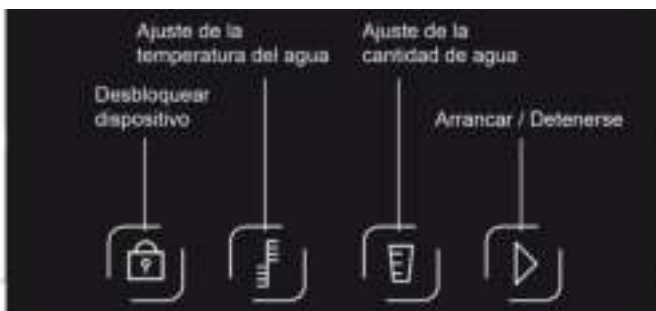 Ajuste de la
temperatura del agua
Ajuste de la
cantidad de agua
Desbloquear
dispositivo
Arrancar / Detenerse